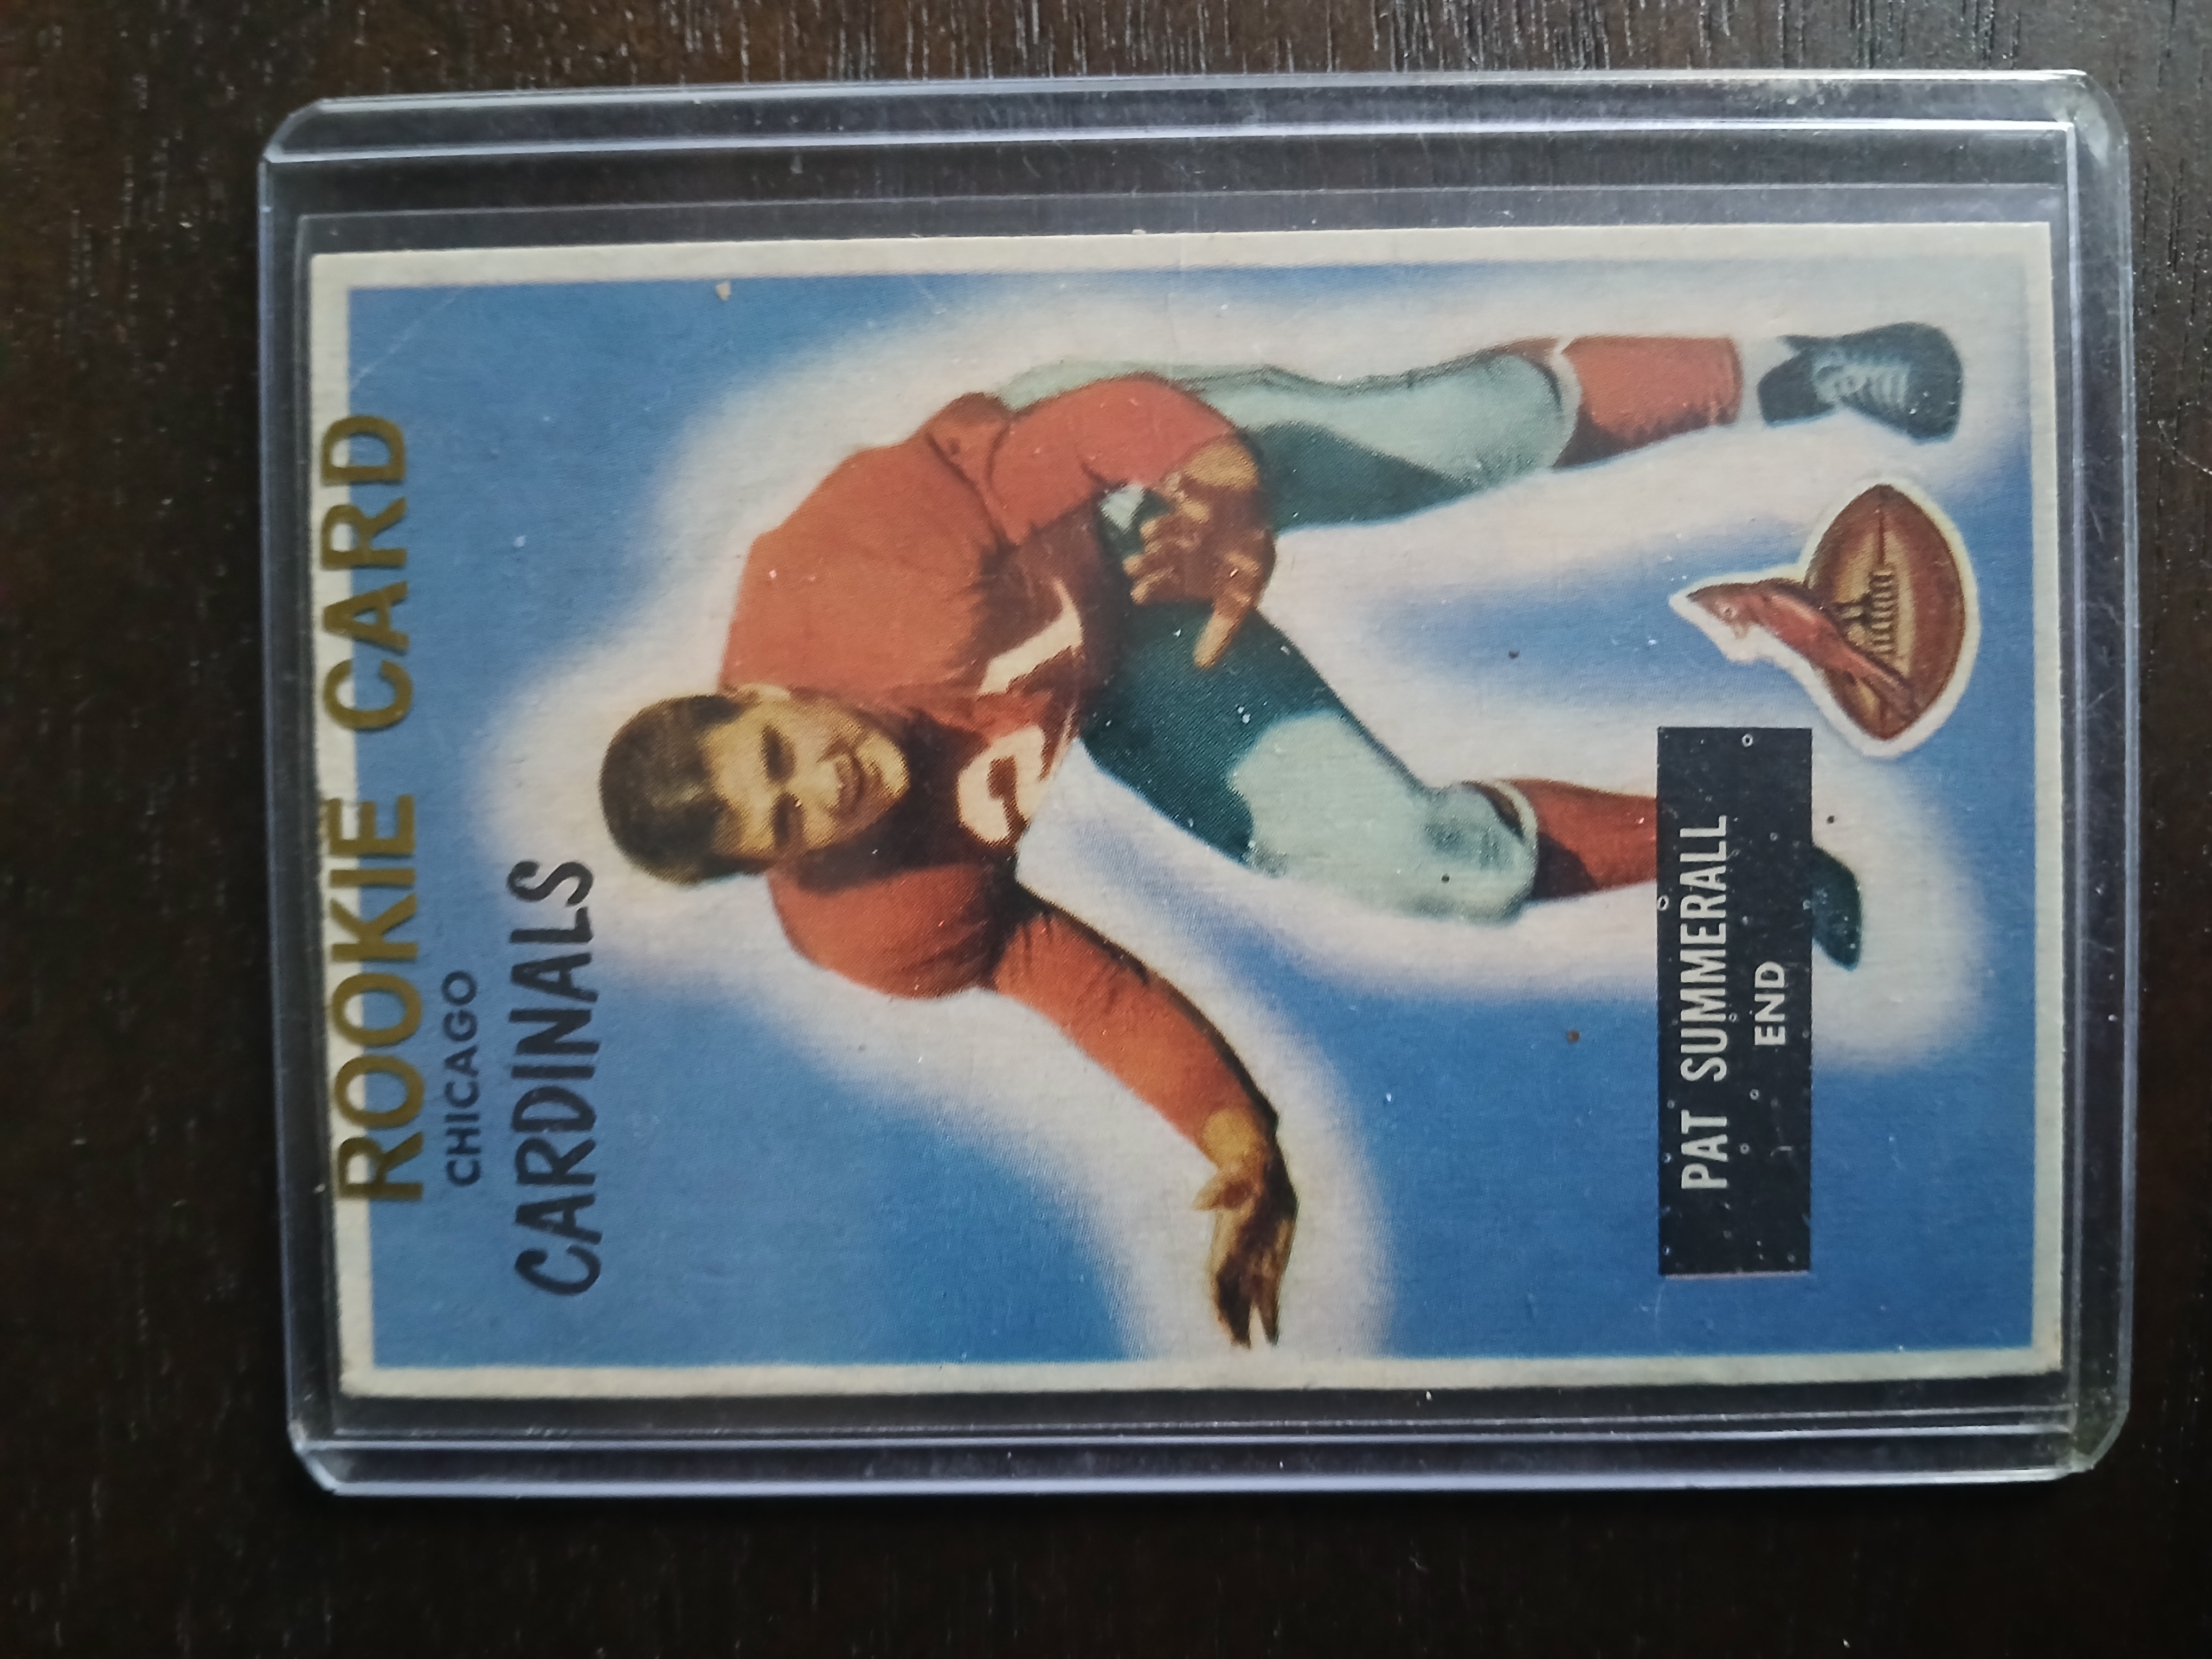 ROOKIE CARD
CHICAGO
CARDINALS
PAT SUMMERALL
END